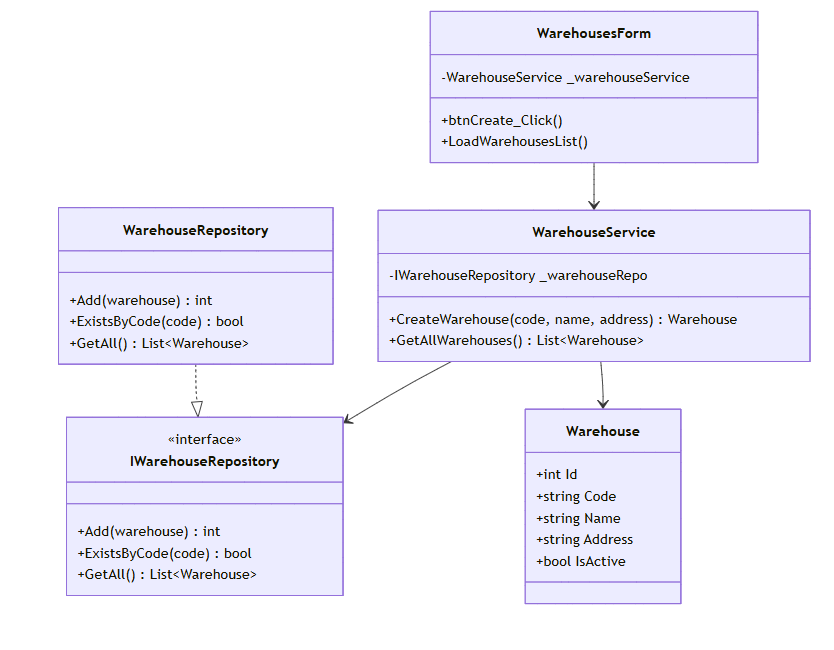 WarehousesForm
-WarehouseService _warehouseService
+btnCreate_Click()
+LoadWarehousesList()
WarehouseRepository
+Add(warehouse) : int
+ExistsByCode(code) : bool
+GetAll() : List<Warehouse>
WarehouseService
-IWarehouseRepository _warehouseRepo
+CreateWarehouse(code, name, address) : Warehouse
+GetAllWarehouses() : List<Warehouse>
«interface»
IWarehouseRepository
+Add(warehouse) : int
+ExistsByCode(code) : bool
+GetAll() : List<Warehouse>
Warehouse
+int Id
+string Code
+string Name
+string Address
+bool IsActive